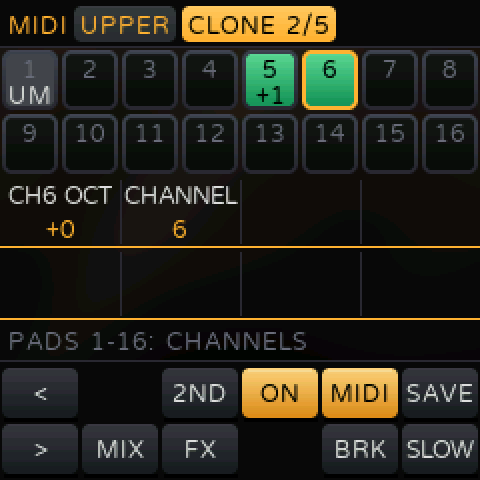 MIDI UPPER CLONE 2/5
1 2 3 4 5 6 7 8
UM +1
9 10 11 12 13 14 15 16
CH6 OCT CHANNEL
+0 6
PADS 1-16: CHANNELS
< 2ND ON MIDI SAVE
> MIX FX BRK SLOW